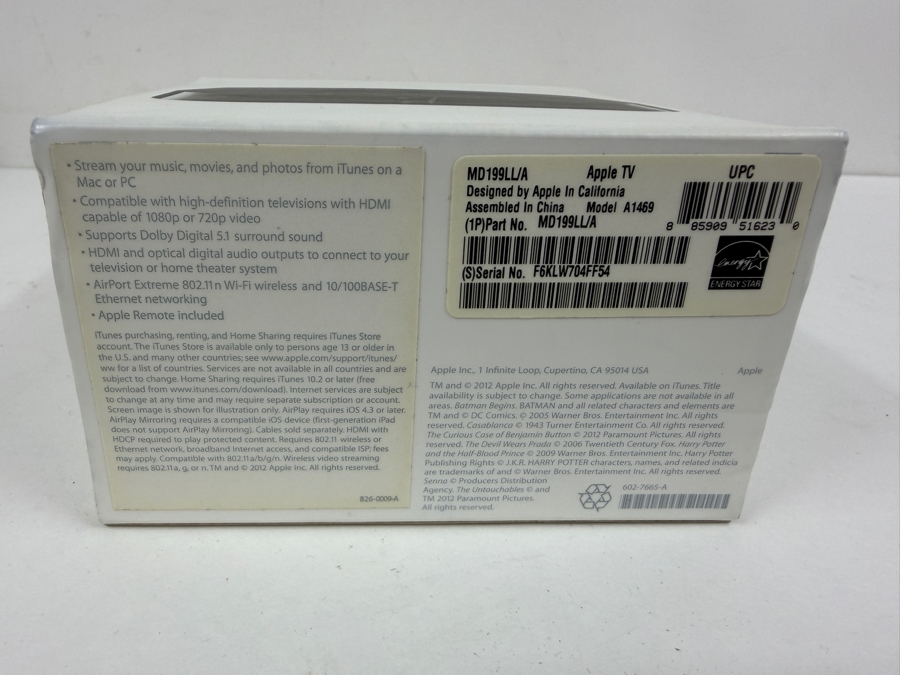 • Stream your music, movies, and photos from iTunes on a
Mac or PC
• Compatible with high-definition televisions with HDMI
capable of 1080p or 720p video
• Supports Dolby Digital 5.1 surround sound
• HDMI and optical digital audio outputs to connect to your
television or home theater system
• AirPort Extreme 802.11n Wi-Fi wireless and 10/100BASE-T
Ethernet networking
• Apple Remote included
iTunes purchasing, renting, and Home Sharing requires iTunes Store
account. The iTunes Store is available only to persons age 13 or older in
the U.S. and many other countries; see www.apple.com/support/itunes/
ww for a list of countries. Services are not available in all countries and are
subject to change. Home Sharing requires iTunes 10.2 or later (free
download from www.itunes.com/download). Internet services are subject
to change at any time and may require separate subscription or account.
Screen image is shown for illustration only. AirPlay requires iOS 4.3 or later.
AirPlay Mirroring requires a compatible iOS device (first-generation iPad
does not support AirPlay Mirroring). Cables sold separately. HDMI with
HDCP required to play protected content. Requires 802.11 wireless or
Ethernet network, broadband Internet access, and compatible ISP; fees
may apply. Compatible with 802.11a/b/g/n. Wireless video streaming
requires 802.11a, g, or n. TM and © 2012 Apple Inc. All rights reserved.
826-0009-A
MD199LL/A Apple TV UPC
Designed by Apple In California
Assembled In China Model A1469
(1P)Part No. MD199LL/A
8 85909 51623 0
(S)Serial No. F6KLW704FF54
energy
ENERGY STAR
Apple Inc., 1 Infinite Loop, Cupertino, CA 95014 USA Apple
TM and © 2012 Apple Inc. All rights reserved. Available on iTunes. Title
availability is subject to change. Some applications are not available in all
areas. Batman Begins. BATMAN and all related characters and elements are
TM and © DC Comics. © 2005 Warner Bros. Entertainment Inc. All rights
reserved. Casablanca © 1943 Turner Entertainment Co. All rights reserved.
The Curious Case of Benjamin Button © 2012 Paramount Pictures. All rights
reserved. The Devil Wears Prada © 2006 Twentieth Century Fox. Harry Potter
and the Half-Blood Prince © 2009 Warner Bros. Entertainment Inc. Harry Potter
Publishing Rights © J.K.R. HARRY POTTER characters, names, and related indicia
are trademarks of and © Warner Bros. Entertainment Inc. All rights reserved.
Senna © Producers Distribution
Agency. The Untouchables © and
TM 2012 Paramount Pictures.
All rights reserved.
602-7665-A